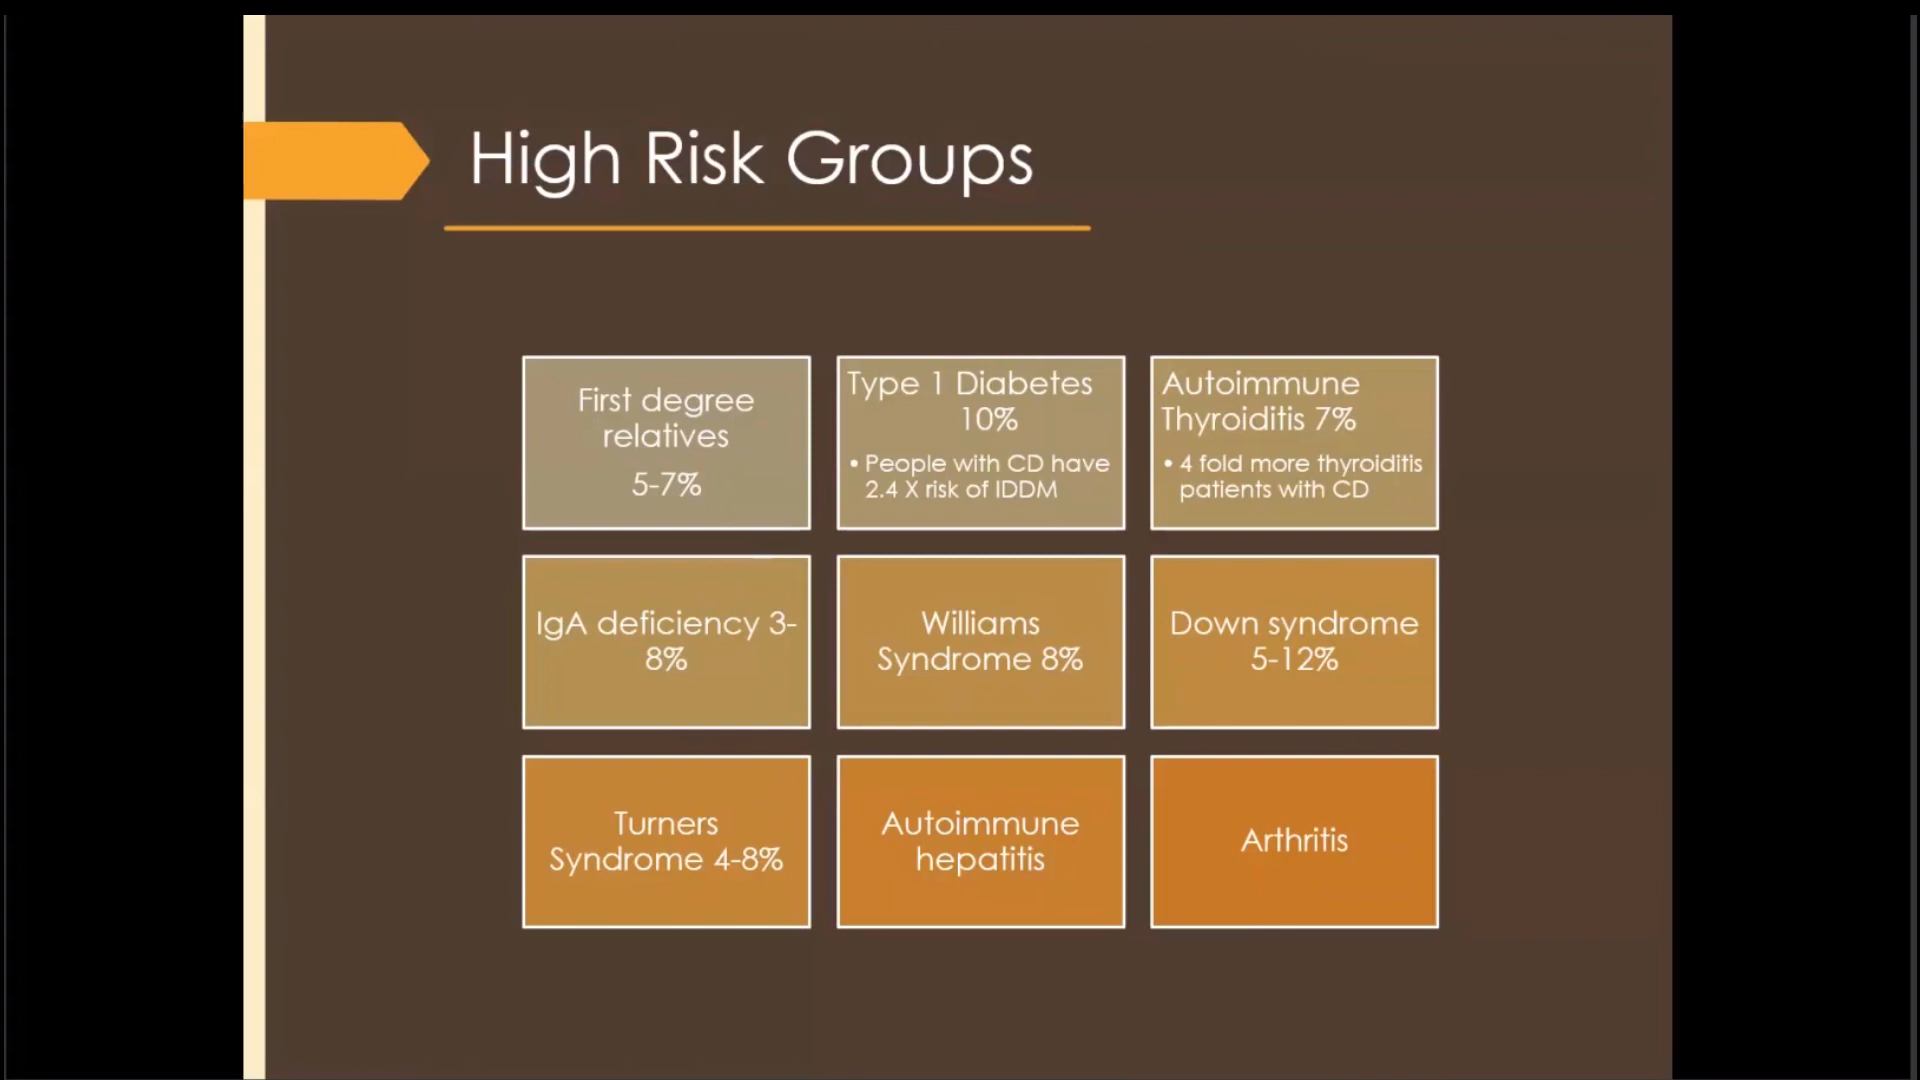 High Risk Groups
First degree
relatives
5-7%
Type 1 Diabetes
10%
• People with CD have
2.4 X risk of IDDM
Autoimmune
Thyroiditis 7%
• 4 fold more thyroiditis
patients with CD
IgA deficiency 3-
8%
Williams
Syndrome 8%
Down syndrome
5-12%
Turners
Syndrome 4-8%
Autoimmune
hepatitis
Arthritis